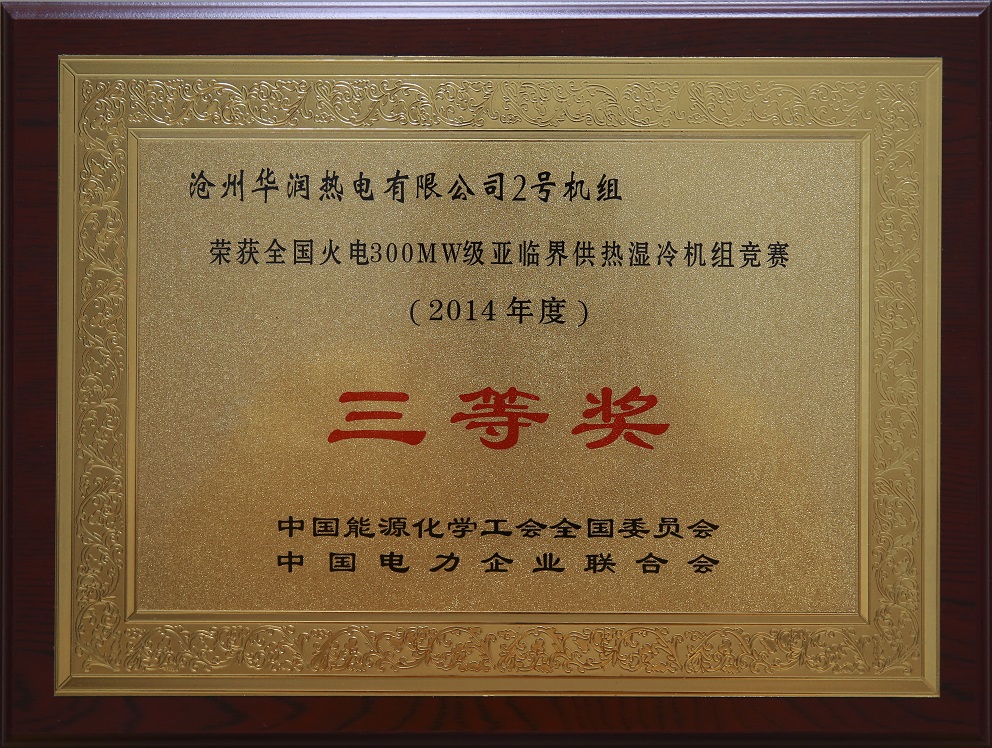 沧州华润热电有限公司2号机组
荣获全国火电300MW级亚临界供热湿冷机组竞赛
(2014年度)
三等奖
中国能源化学工会全国委员会
中国电力企业联合会